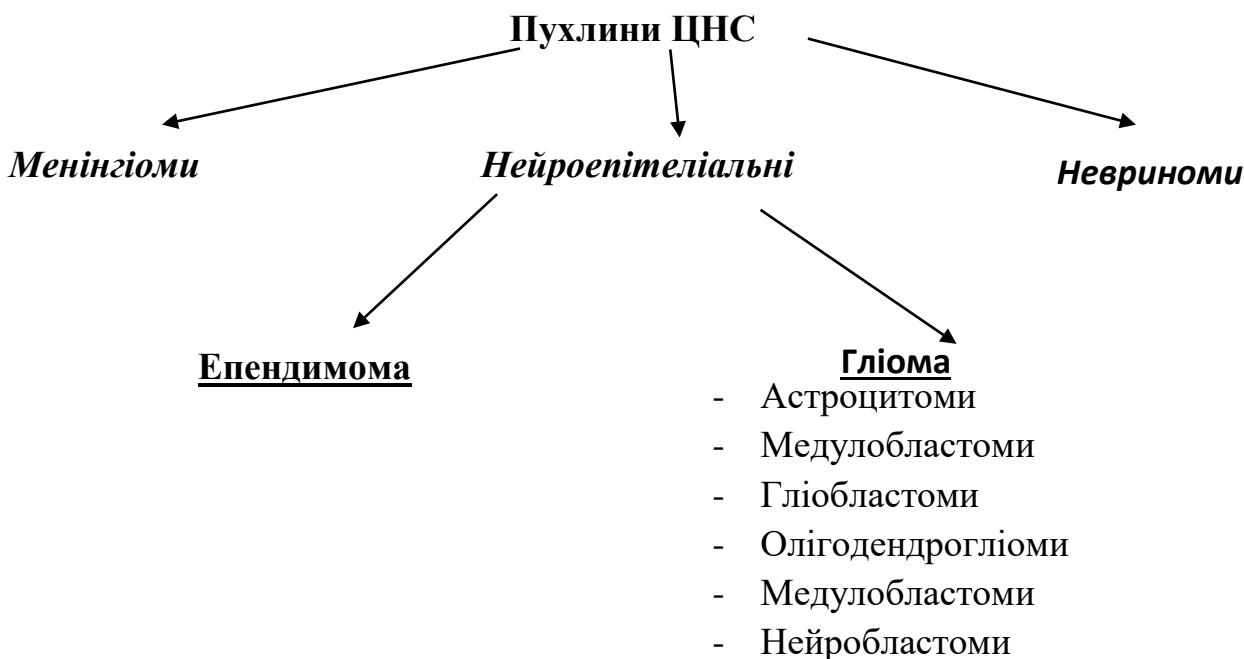 Пухлини ЦНС
Менінгіоми
Нейроепітеліальні
Невриноми
Епендимома
Гліома
- Астроцитоми
- Медулобластоми
- Гліобластоми
- Олігодендрогліоми
- Медулобластоми
- Нейробластоми